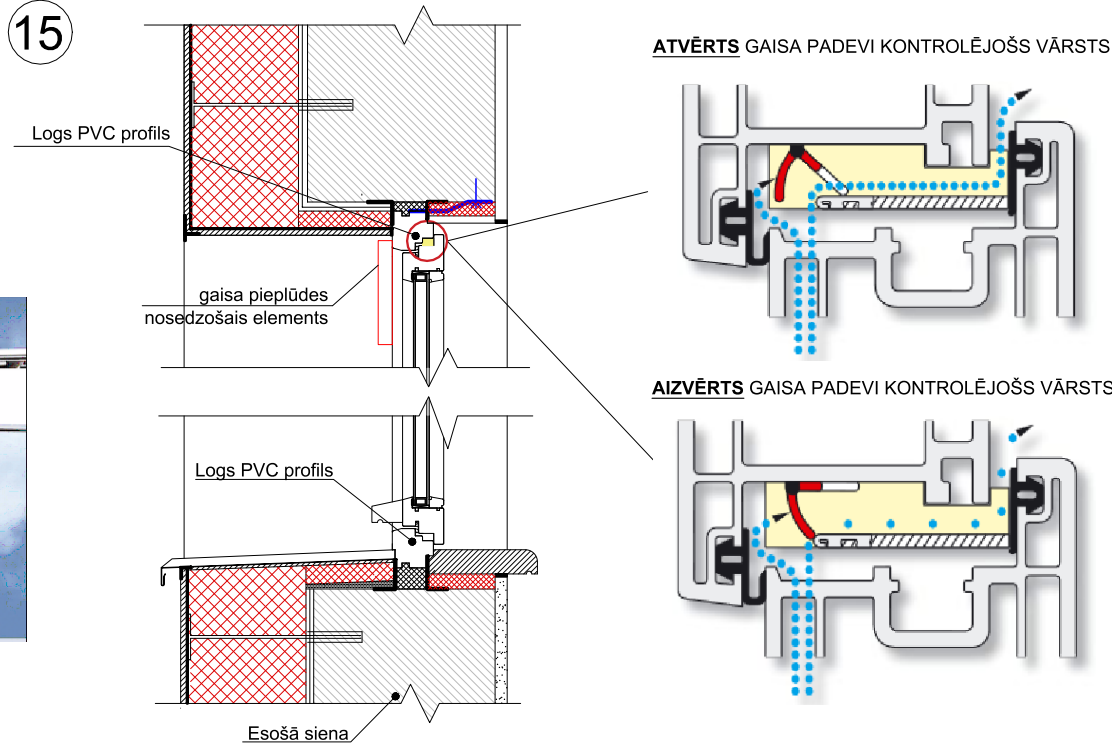 15
ATVĒRTS GAISA PADEVI KONTROLĒJOŠS VĀRSTS
Logs PVC profils
gaisa pieplūdes
nosedzošais elements
AIZVĒRTS GAISA PADEVI KONTROLĒJOŠS VĀRSTS
Logs PVC profils
Esošā siena